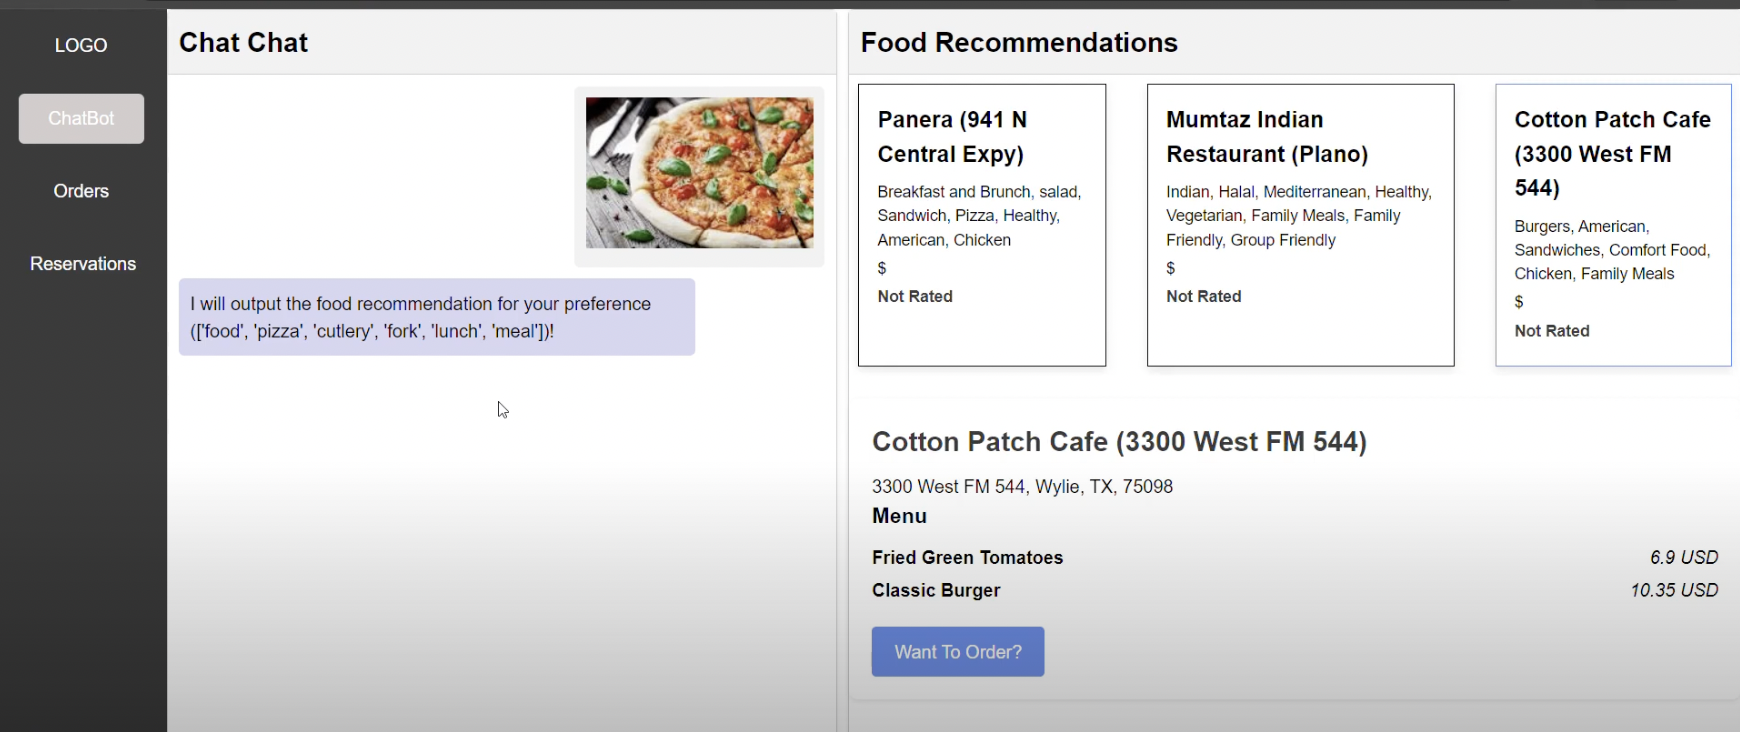 LOGO
ChatBot
Orders
Reservations
Chat Chat
I will output the food recommendation for your preference
(['food', 'pizza', 'cutlery', 'fork', 'lunch', 'meal'])!
Food Recommendations
Panera (941 N
Central Expy)
Breakfast and Brunch, salad,
Sandwich, Pizza, Healthy,
American, Chicken
$
Not Rated
Mumtaz Indian
Restaurant (Plano)
Indian, Halal, Mediterranean, Healthy,
Vegetarian, Family Meals, Family
Friendly, Group Friendly
$
Not Rated
Cotton Patch Cafe
(3300 West FM
544)
Burgers, American,
Sandwiches, Comfort Food,
Chicken, Family Meals
$
Not Rated
Cotton Patch Cafe (3300 West FM 544)
3300 West FM 544, Wylie, TX, 75098
Menu
Fried Green Tomatoes 6.9 USD
Classic Burger 10.35 USD
Want To Order?